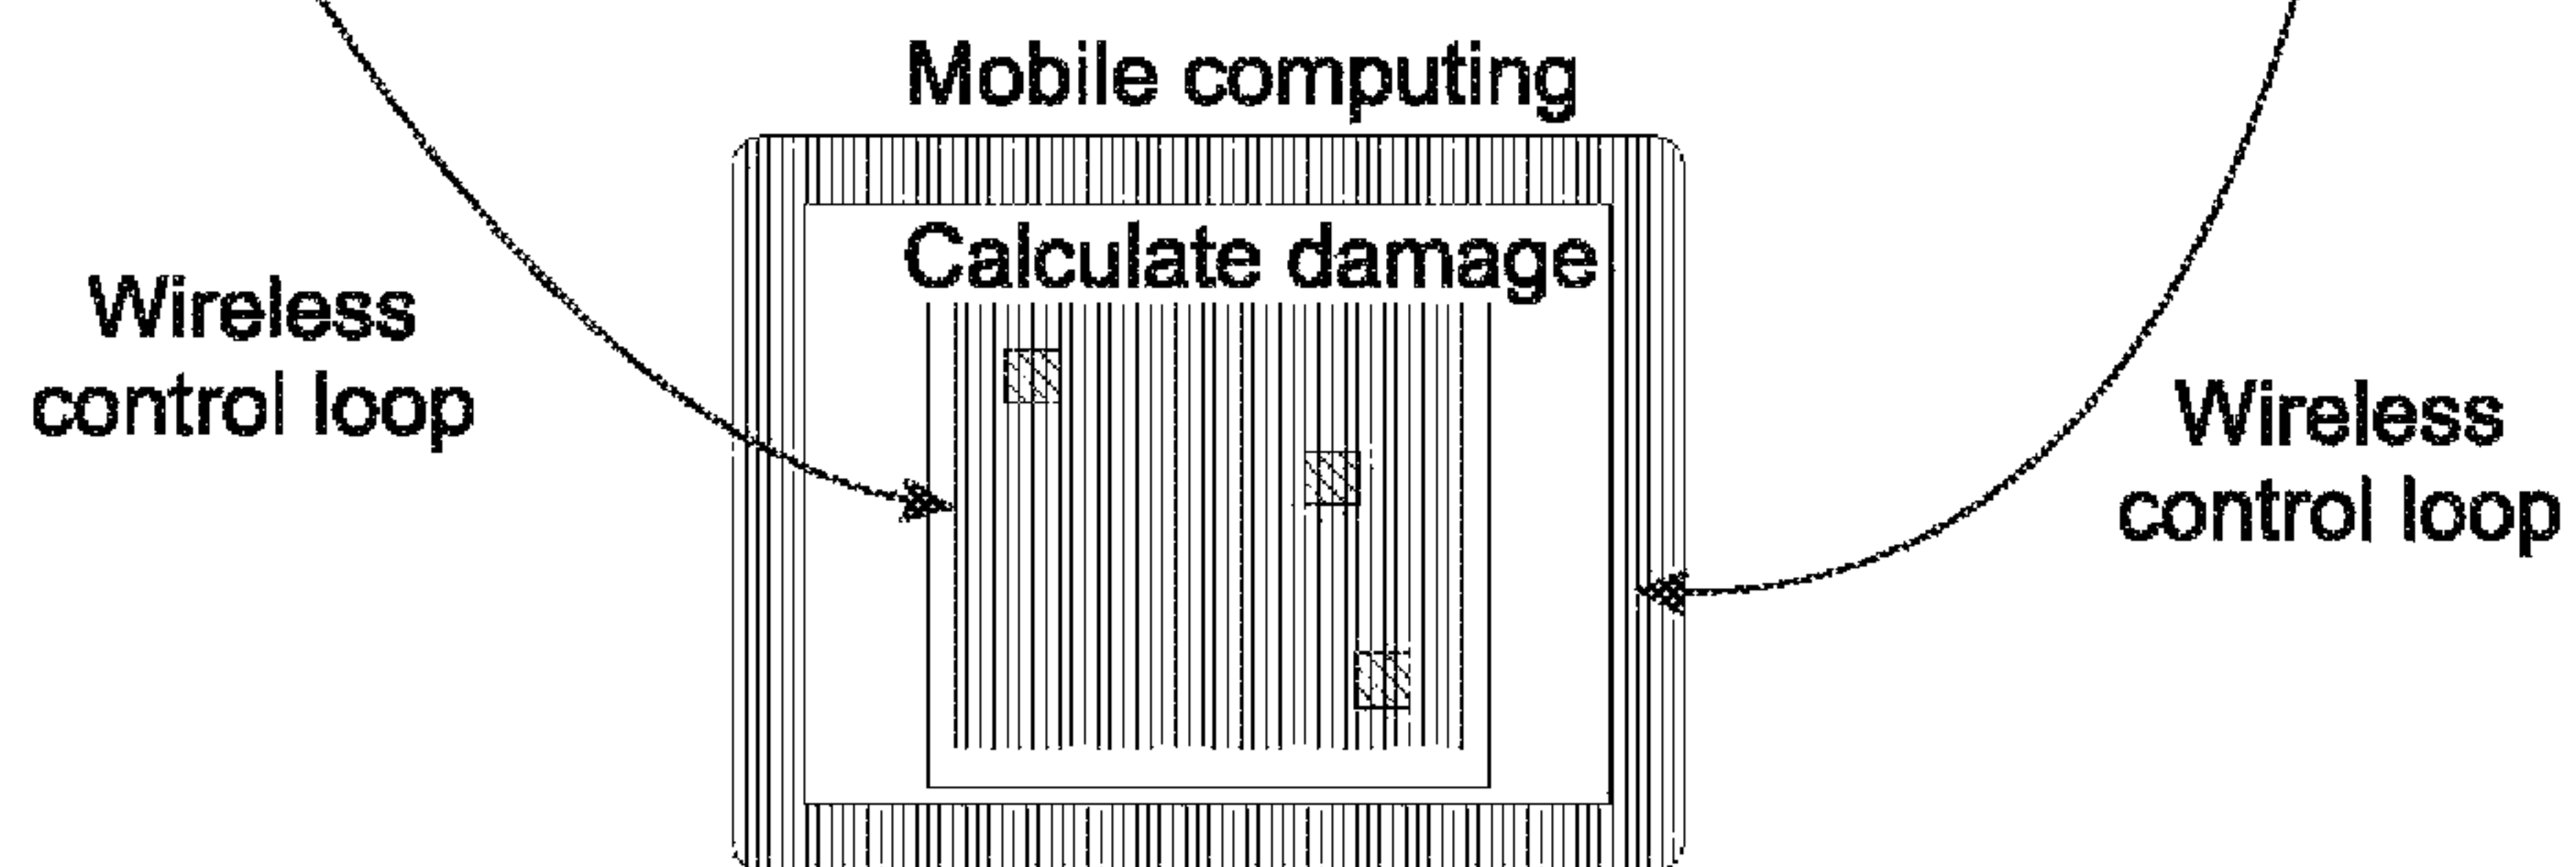 Mobile computing
Calculate damage
Wireless
control loop
Wireless
control loop